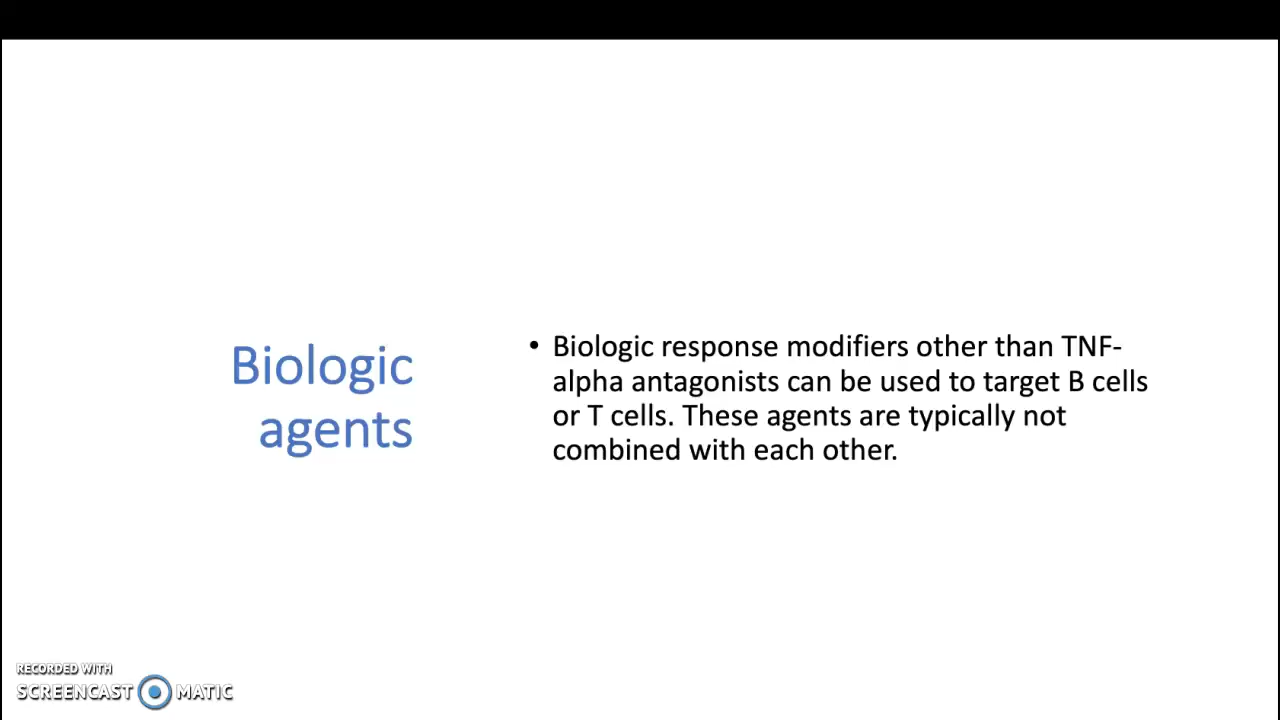 Biologic
agents
• Biologic response modifiers other than TNF-
alpha antagonists can be used to target B cells
or T cells. These agents are typically not
combined with each other.
RECORDED WITH
SCREENCAST MATIC